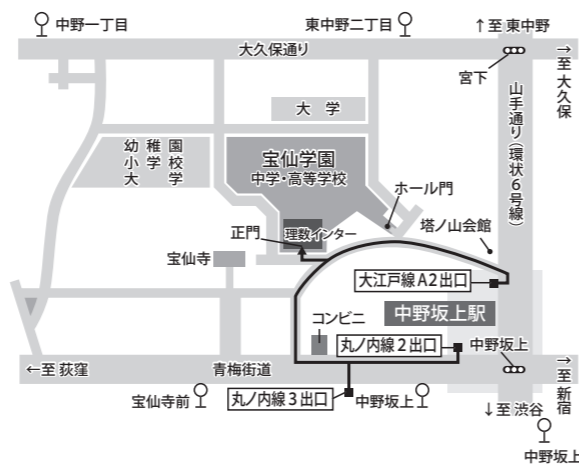 中野一丁目
東中野二丁目
↑至 東中野
大久保通り
→至 大久保
宮下
山手通り(環状6号線)
大 学
幼 稚 園
小 学 校
大 学
宝仙学園
中学・高等学校
ホール門
正門
理数インター
塔ノ山会館
宝仙寺
大江戸線A2出口
中野坂上駅
コンビニ
丸ノ内線2出口
中野坂上
←至 荻窪
青梅街道
→至 新宿
宝仙寺前
丸ノ内線3出口
中野坂上
↓至 渋谷
中野坂上